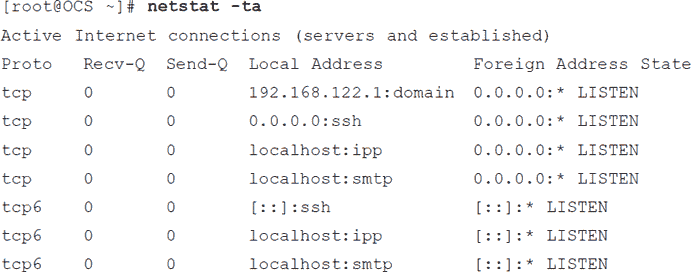 [root@OCS ~]# netstat -ta
Active Internet connections (servers and established)
Proto Recv-Q Send-Q Local Address Foreign Address State
tcp 0 0 192.168.122.1:domain 0.0.0.0:* LISTEN
tcp 0 0 0.0.0.0:ssh 0.0.0.0:* LISTEN
tcp 0 0 localhost:ipp 0.0.0.0:* LISTEN
tcp 0 0 localhost:smtp 0.0.0.0:* LISTEN
tcp6 0 0 [::]:ssh [::]:* LISTEN
tcp6 0 0 localhost:ipp [::]:* LISTEN
tcp6 0 0 localhost:smtp [::]:* LISTEN